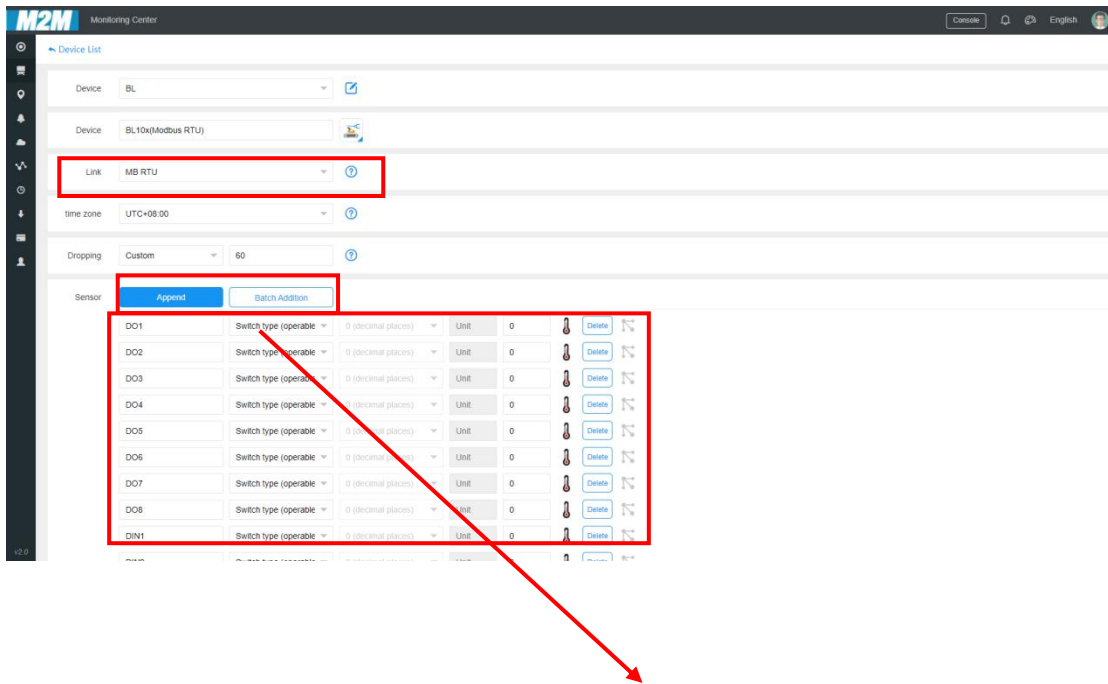 M2M Monitoring Center Console English
Device List
Device BL
Device BL10x(Modbus RTU)
Link MB RTU
time zone UTC+08:00
Dropping Custom 60
Sensor Append Batch Addition
DO1 Switch type (operable 0 (decimal places) Unit 0 Delete
DO2 Switch type (operable 0 (decimal places) Unit 0 Delete
DO3 Switch type (operable 0 (decimal places) Unit 0 Delete
DO4 Switch type (operable 0 (decimal places) Unit 0 Delete
DO5 Switch type (operable 0 (decimal places) Unit 0 Delete
DO6 Switch type (operable 0 (decimal places) Unit 0 Delete
DO7 Switch type (operable 0 (decimal places) Unit 0 Delete
DO8 Switch type (operable 0 (decimal places) Unit 0 Delete
DIN1 Switch type (operable 0 (decimal places) Unit 0 Delete
v2.0